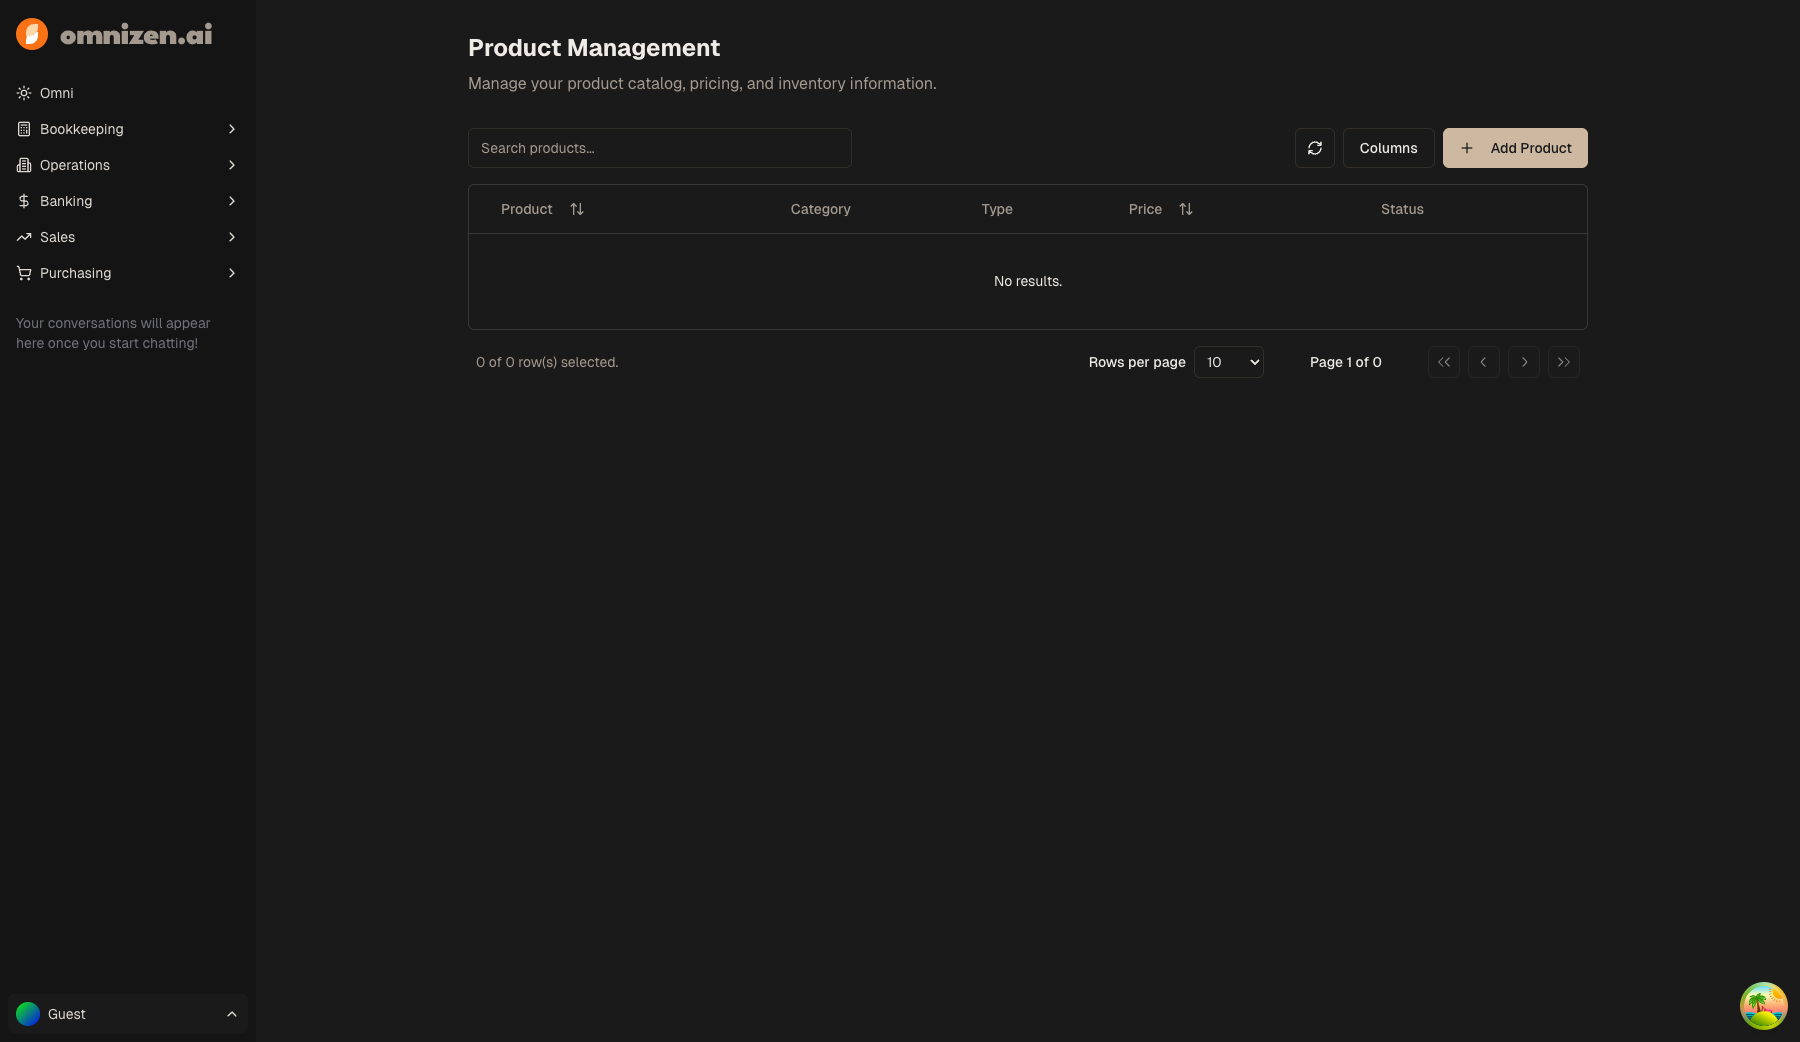 omnizen.ai
Omni
Bookkeeping
Operations
Banking
Sales
Purchasing
Your conversations will appear
here once you start chatting!
Guest
Product Management
Manage your product catalog, pricing, and inventory information.
Search products...
Columns
Add Product
Product Category Type Price Status
No results.
0 of 0 row(s) selected.
Rows per page 10 Page 1 of 0